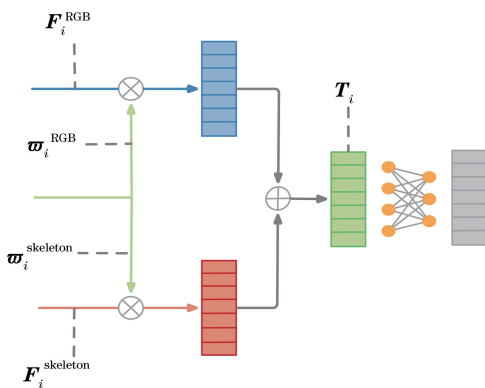 F_i^RGB
T_i
ϖ_i^RGB
ϖ_i^skeleton
F_i^skeleton